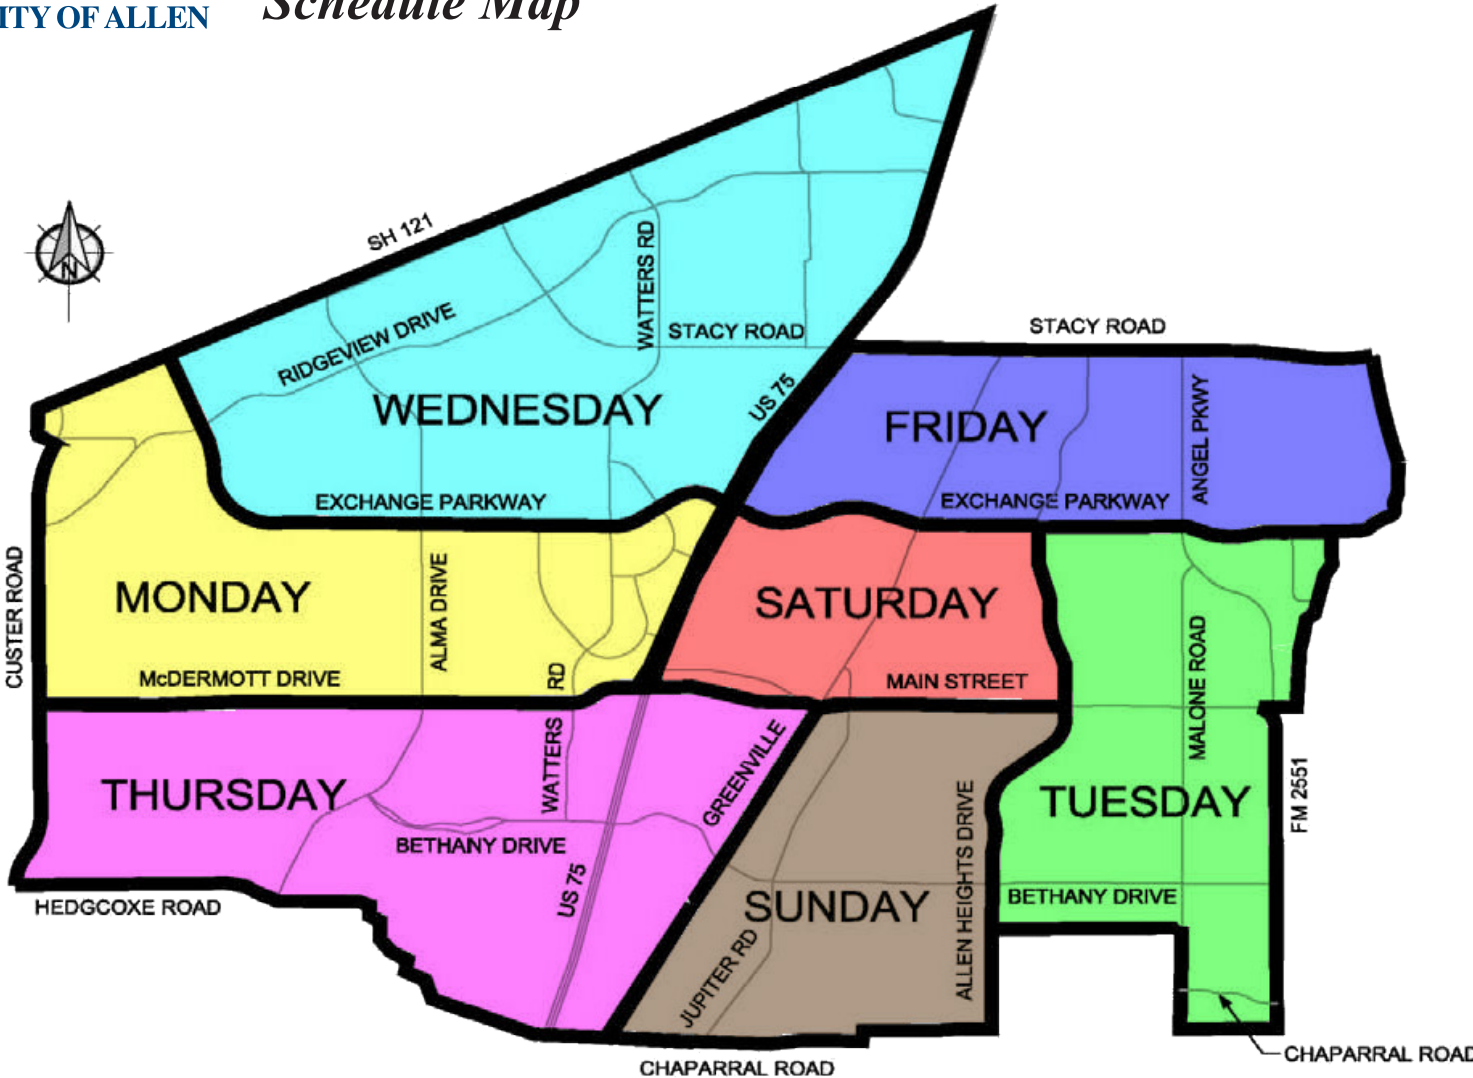 ITY OF ALLEN
Schedule Map
SH 121
WATTERS RD
RIDGEVIEW DRIVE
STACY ROAD
STACY ROAD
US 75
WEDNESDAY
FRIDAY
ANGEL PKWY
EXCHANGE PARKWAY
EXCHANGE PARKWAY
CUSTER ROAD
MONDAY
ALMA DRIVE
SATURDAY
MALONE ROAD
McDERMOTT DRIVE
RD
MAIN STREET
WATTERS
GREENVILLE
THURSDAY
TUESDAY
FM 2551
BETHANY DRIVE
US 75
ALLEN HEIGHTS DRIVE
HEDGCOXE ROAD
SUNDAY
BETHANY DRIVE
JUPITER RD
CHAPARRAL ROAD
CHAPARRAL ROAD
N